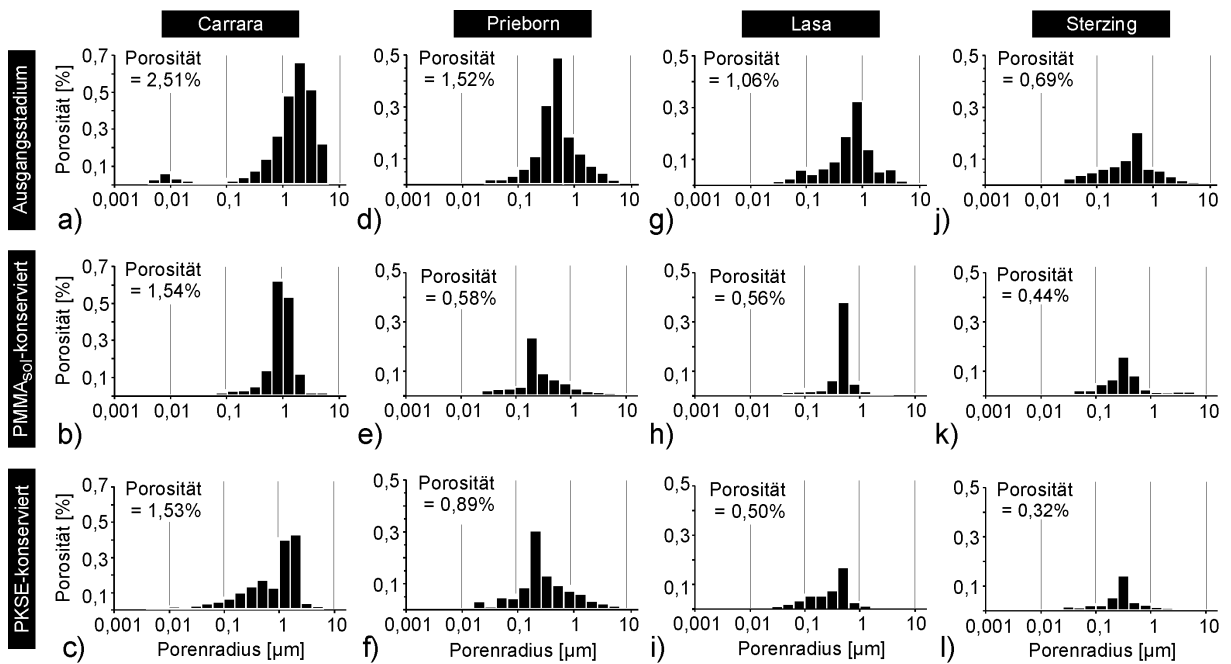 Carrara
Prieborn
Lasa
Sterzing
Ausgangsstadium
Porosität [%]
0,7
0,5
0,3
0,1
Porosität
= 2,51%
0,001 0,01 0,1 1 10
a)
0,5
0,3
0,1
Porosität
= 1,52%
0,001 0,01 0,1 1 10
d)
0,5
0,3
0,1
Porosität
= 1,06%
0,001 0,01 0,1 1 10
g)
0,5
0,3
0,1
Porosität
= 0,69%
0,001 0,01 0,1 1 10
j)
PMMAsol-konserviert
Porosität [%]
0,7
0,5
0,3
0,1
Porosität
= 1,54%
0,001 0,01 0,1 1 10
b)
0,5
0,3
0,1
Porosität
= 0,58%
0,001 0,01 0,1 1 10
e)
0,5
0,3
0,1
Porosität
= 0,56%
0,001 0,01 0,1 1 10
h)
0,5
0,3
0,1
Porosität
= 0,44%
0,001 0,01 0,1 1 10
k)
PKSE-konserviert
Porosität [%]
0,7
0,5
0,3
0,1
Porosität
= 1,53%
0,001 0,01 0,1 1 10
c)
Porenradius [µm]
0,5
0,3
0,1
Porosität
= 0,89%
0,001 0,01 0,1 1 10
f)
Porenradius [µm]
0,5
0,3
0,1
Porosität
= 0,50%
0,001 0,01 0,1 1 10
i)
Porenradius [µm]
0,5
0,3
0,1
Porosität
= 0,32%
0,001 0,01 0,1 1 10
l)
Porenradius [µm]